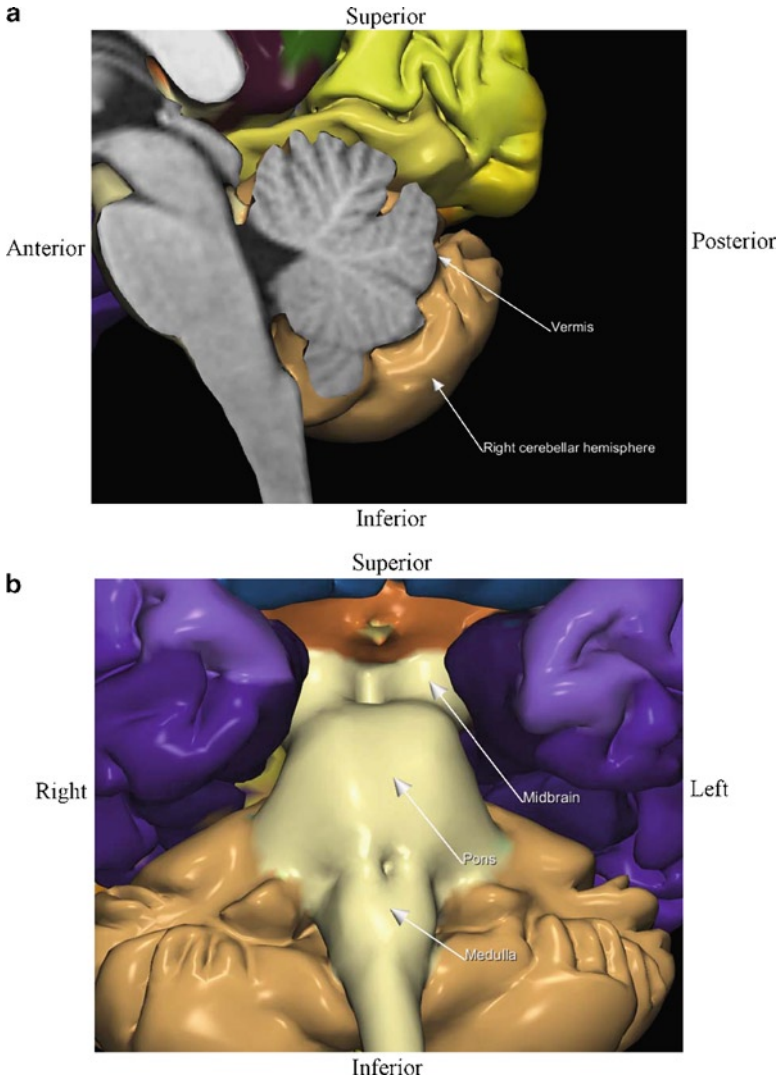 a
Superior
Anterior
Posterior
Vermis
Right cerebellar hemisphere
Inferior
b
Superior
Right
Left
Midbrain
Pons
Medulla
Inferior